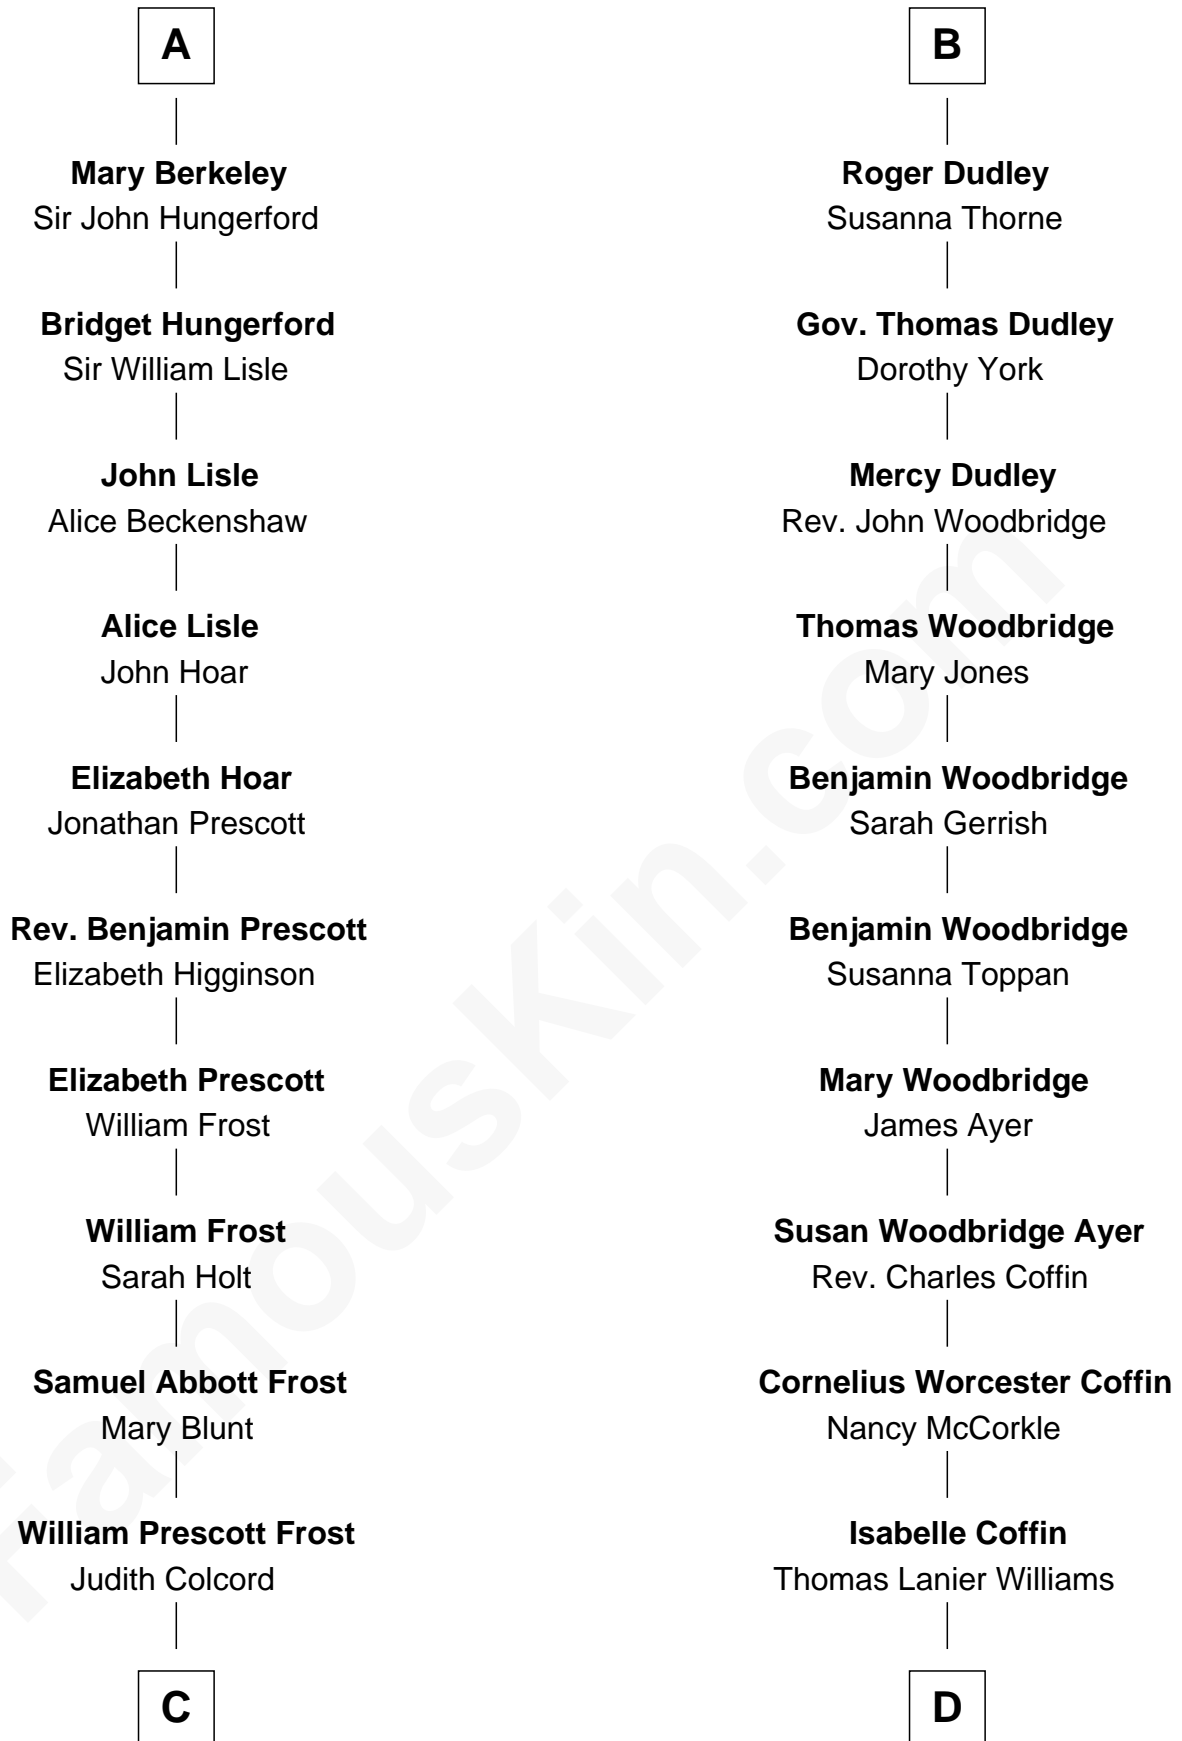 A
Mary Berkeley
Sir John Hungerford
Bridget Hungerford
Sir William Lisle
John Lisle
Alice Beckenshaw
Alice Lisle
John Hoar
Elizabeth Hoar
Jonathan Prescott
Rev. Benjamin Prescott
Elizabeth Higginson
Elizabeth Prescott
William Frost
William Frost
Sarah Holt
Samuel Abbott Frost
Mary Blunt
William Prescott Frost
Judith Colcord
C
B
Roger Dudley
Susanna Thorne
Gov. Thomas Dudley
Dorothy York
Mercy Dudley
Rev. John Woodbridge
Thomas Woodbridge
Mary Jones
Benjamin Woodbridge
Sarah Gerrish
Benjamin Woodbridge
Susanna Toppan
Mary Woodbridge
James Ayer
Susan Woodbridge Ayer
Rev. Charles Coffin
Cornelius Worcester Coffin
Nancy McCorkle
Isabelle Coffin
Thomas Lanier Williams
D
FamousKin.com